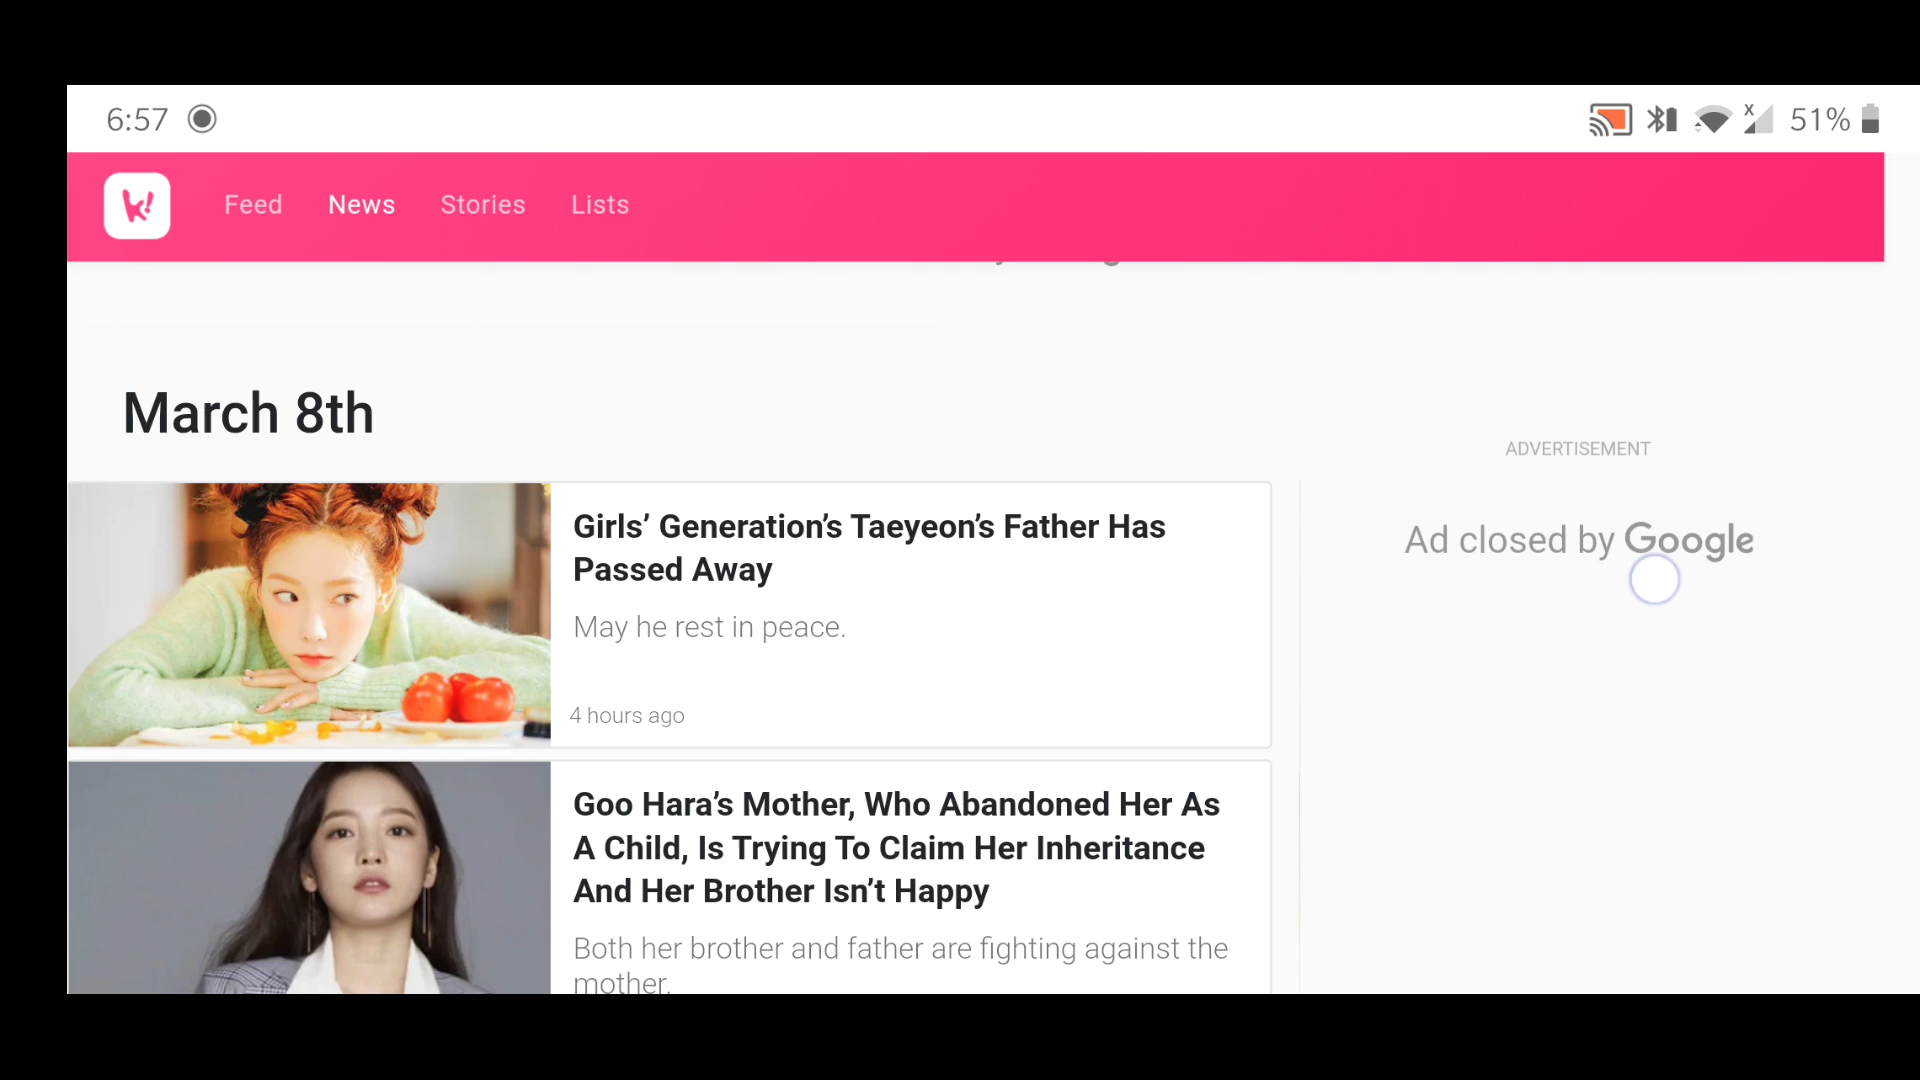 6:57
51%
k!
Feed News Stories Lists
March 8th
ADVERTISEMENT
Girls’ Generation’s Taeyeon’s Father Has
Passed Away
Ad closed by Google
May he rest in peace.
4 hours ago
Goo Hara’s Mother, Who Abandoned Her As
A Child, Is Trying To Claim Her Inheritance
And Her Brother Isn’t Happy
Both her brother and father are fighting against the
mother.